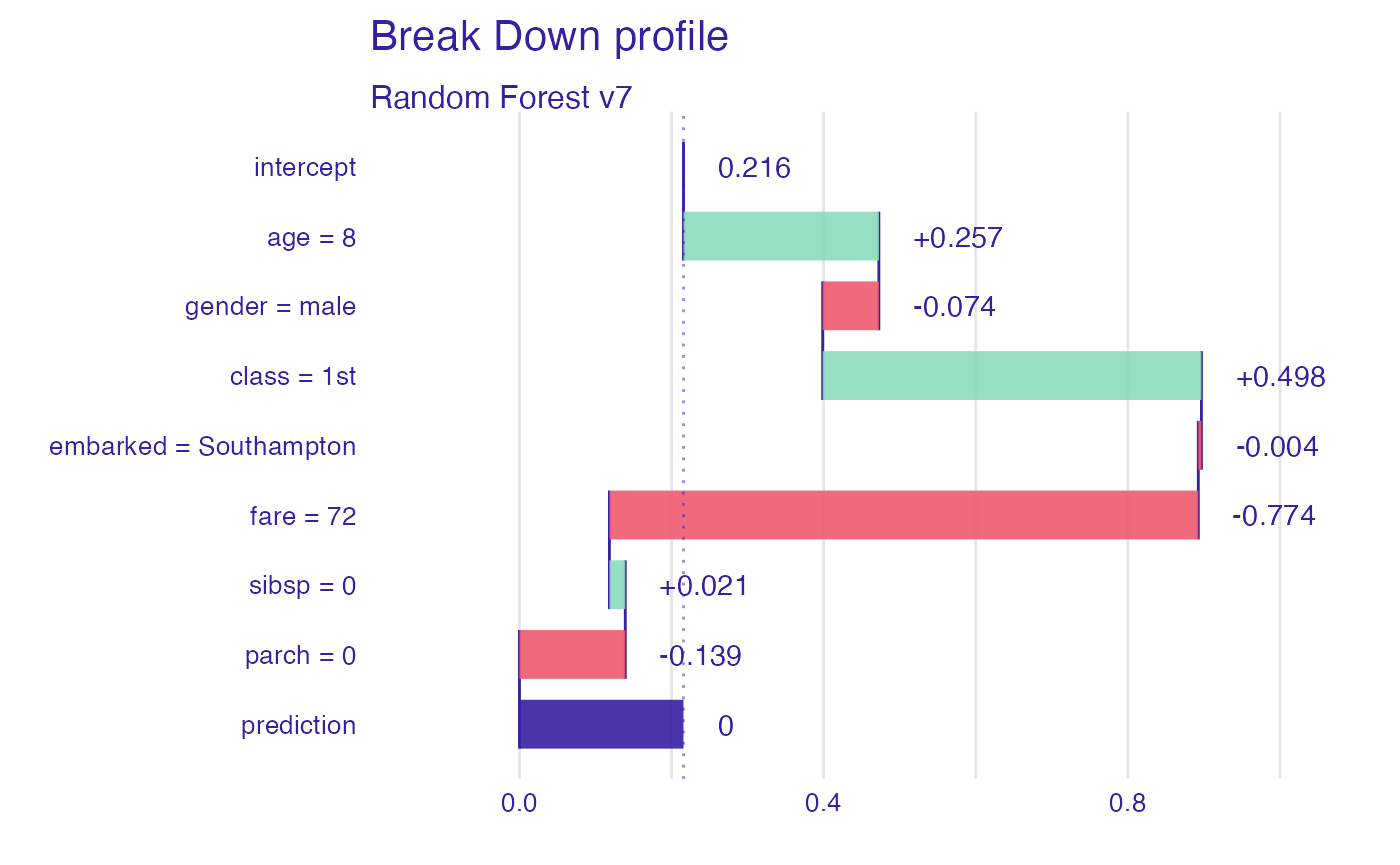 Break Down profile
Random Forest v7
intercept 0.216
age = 8 +0.257
gender = male -0.074
class = 1st +0.498
embarked = Southampton -0.004
fare = 72 -0.774
sibsp = 0 +0.021
parch = 0 -0.139
prediction 0
0.0 0.4 0.8